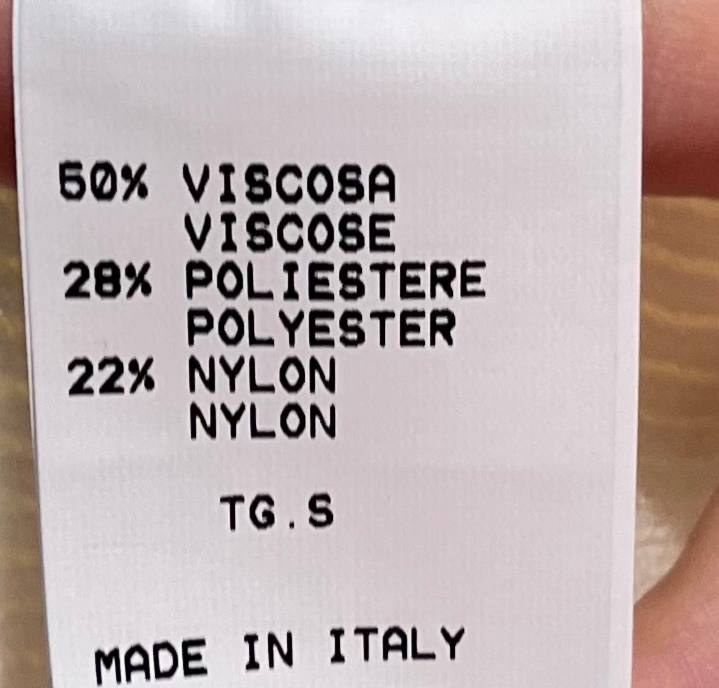 50% VISCOSA
VISCOSE
28% POLIESTERE
POLYESTER
22% NYLON
NYLON
TG.S
MADE IN ITALY